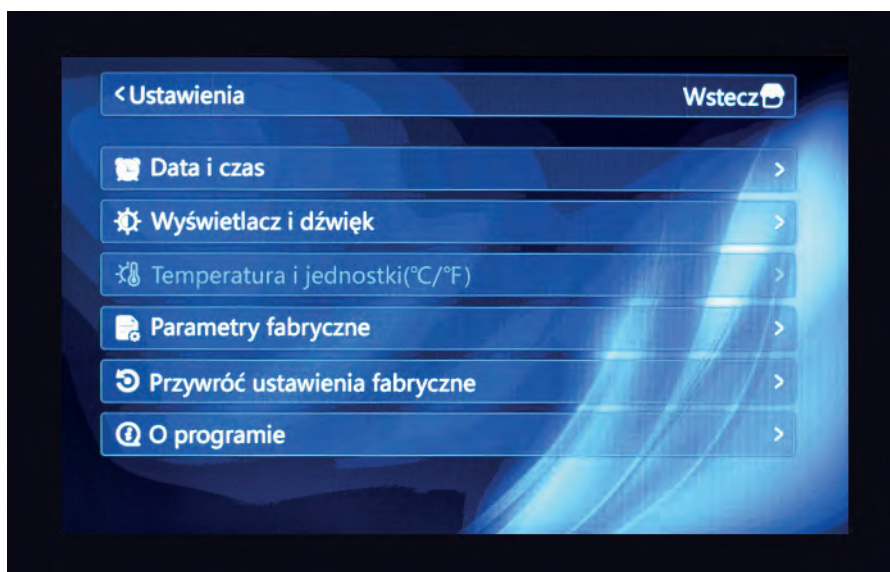 <Ustawienia Wstecz
Data i czas >
Wyświetlacz i dźwięk >
Temperatura i jednostki(°C/°F) >
Parametry fabryczne >
Przywróć ustawienia fabryczne >
O programie >